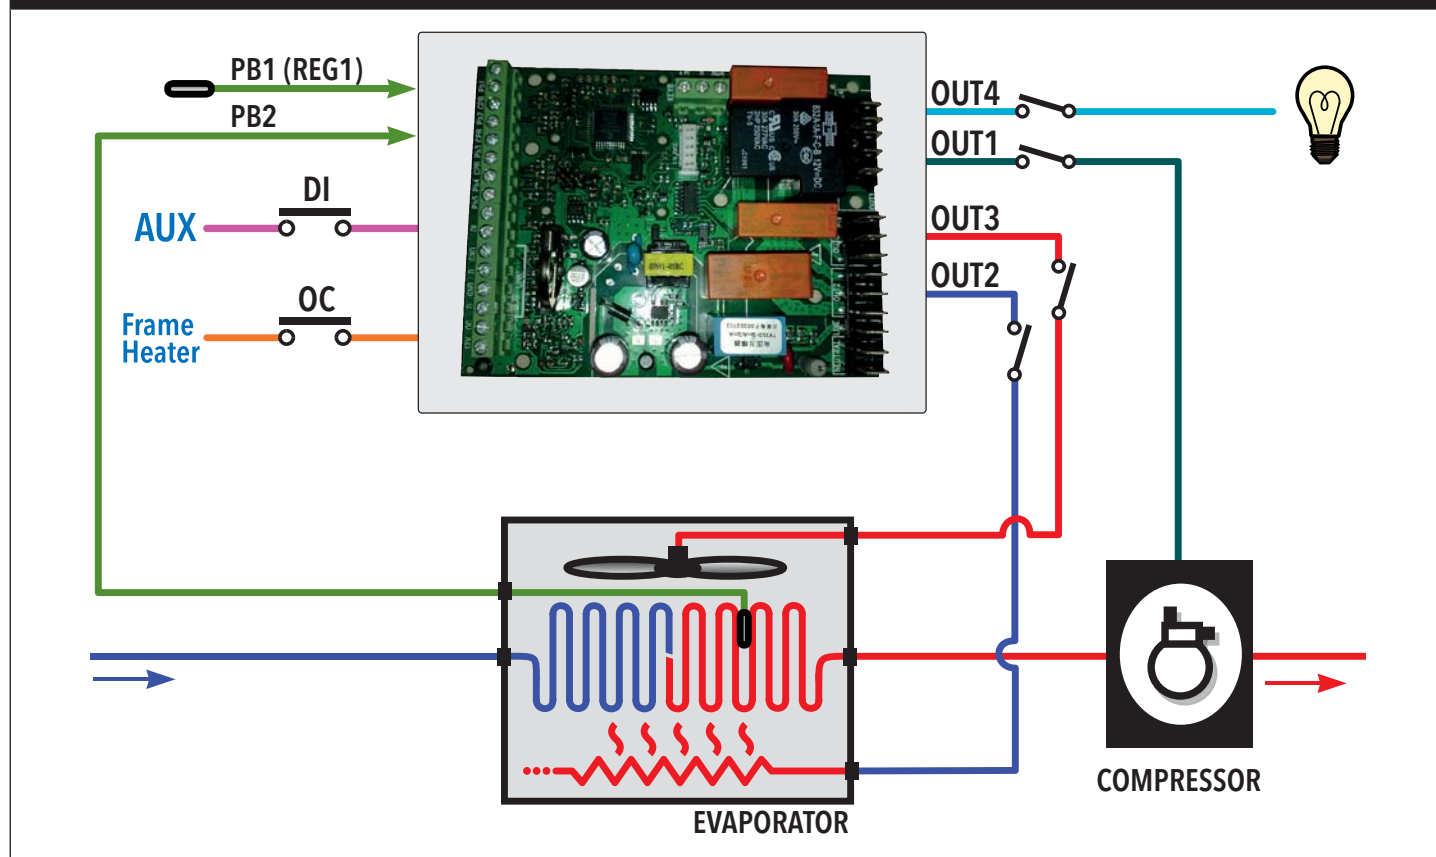 PB1 (REG1)
PB2
DI
AUX
OC
Frame
Heater
OUT4
OUT1
OUT3
OUT2
EVAPORATOR
COMPRESSOR